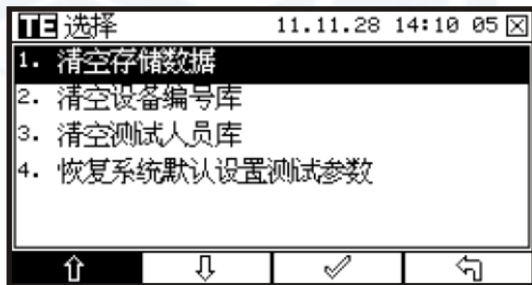 TE 选择 11.11.28 14:10 05
1. 清空存储数据
2. 清空设备编号库
3. 清空测试人员库
4. 恢复系统默认设置测试参数